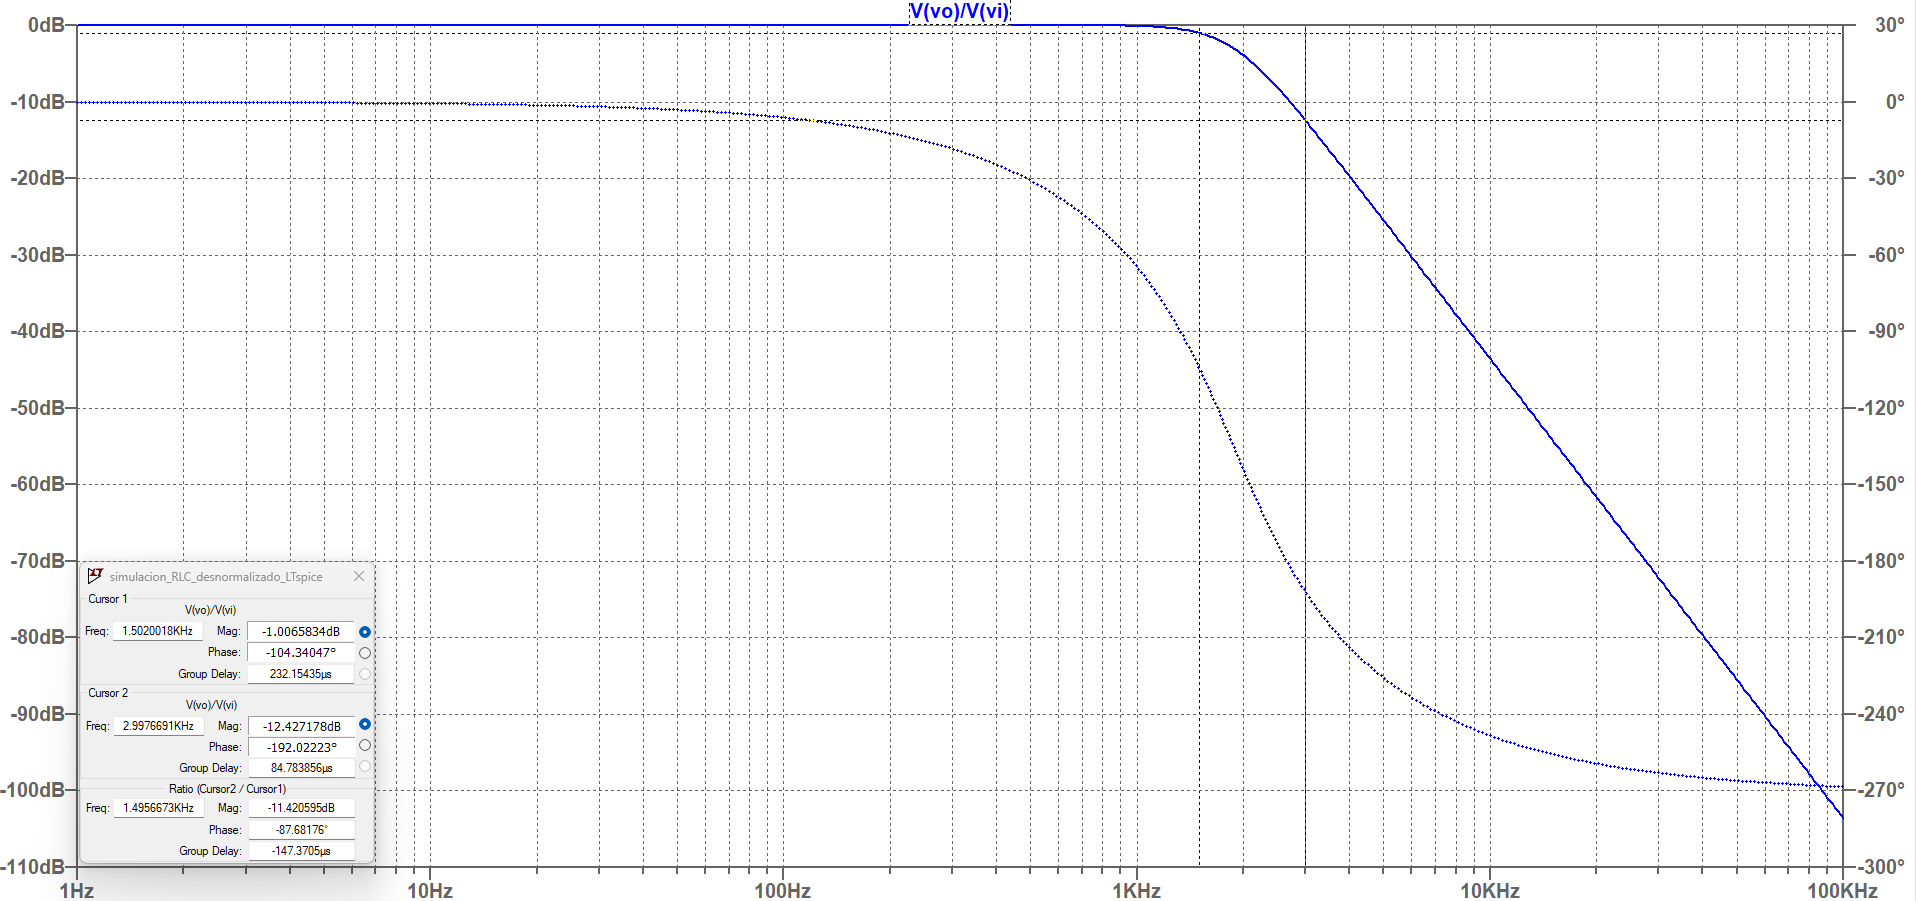 V(vo)/V(vi)
0dB
-10dB
-20dB
-30dB
-40dB
-50dB
-60dB
-70dB
-80dB
-90dB
-100dB
-110dB
30°
0°
-30°
-60°
-90°
-120°
-150°
-180°
-210°
-240°
-270°
-300°
simulacion_RLC_desnormalizado_LTspice
Cursor 1
V(vo)/V(vi)
Freq: 1.5020018KHz Mag: -1.0065834dB
Phase: -104.34047°
Group Delay: 232.15435µs
Cursor 2
V(vo)/V(vi)
Freq: 2.9976691KHz Mag: -12.427178dB
Phase: -192.02223°
Group Delay: 84.783856µs
Ratio (Cursor2 / Cursor1)
Freq: 1.4956673KHz Mag: -11.420595dB
Phase: -87.68176°
Group Delay: -147.3705µs
1Hz 10Hz 100Hz 1KHz 10KHz 100KHz